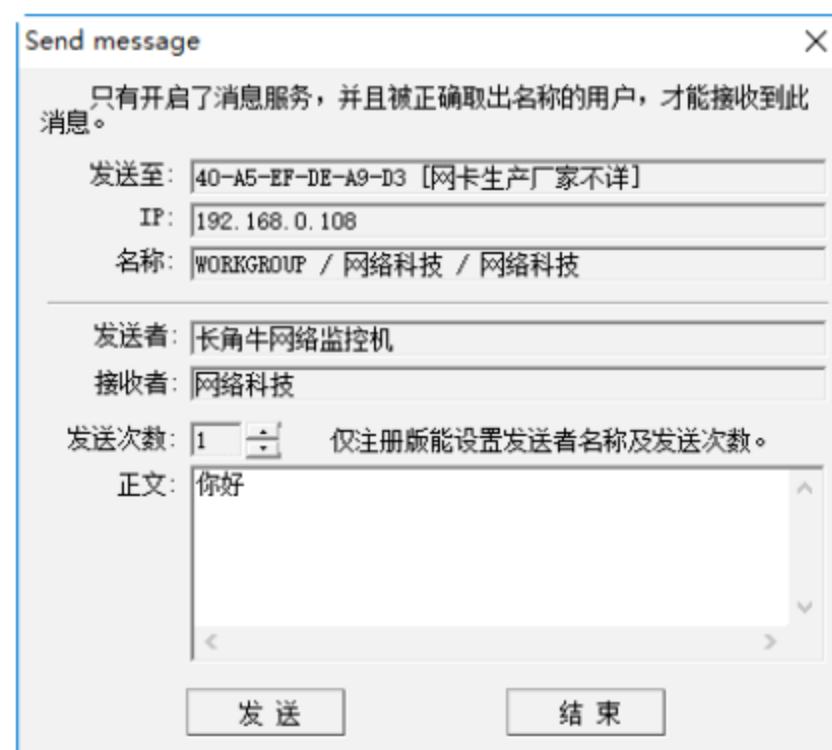 Send message
只有开启了消息服务，并且被正确取出名称的用户，才能接收到此
消息。
发送至: 40-A5-EF-DE-A9-D3 [网卡生产厂家不详]
IP: 192.168.0.108
名称: WORKGROUP / 网络科技 / 网络科技
发送者: 长角牛网络监控机
接收者: 网络科技
发送次数: 1 仅注册版能设置发送者名称及发送次数。
正文: 你好
发 送 结 束